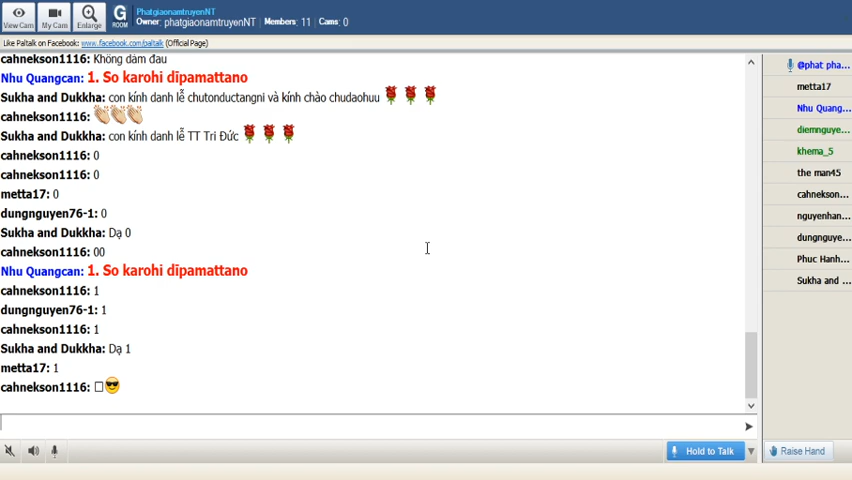 View Cam
My Cam
Enlarge
G
ROOM
PhatgiaonamtruyenNT
Owner: phatgiaonamtruyenNT Members: 11 Cams: 0
Like Paltalk on Facebook: www.facebook.com/paltalk (Official Page)
cahnekson1116: Không dám đâu
Nhu Quangcan: 1. So karohi dīpamattano
Sukha and Dukkha: con kính danh lễ chutonductangni và kính chào chudaohuu
cahnekson1116:
Sukha and Dukkha: con kính danh lễ TT Tri Đức
cahnekson1116: 0
cahnekson1116: 0
metta17: 0
dungnguyen76-1: 0
Sukha and Dukkha: Dạ 0
cahnekson1116: 00
Nhu Quangcan: 1. So karohi dīpamattano
cahnekson1116: 1
dungnguyen76-1: 1
cahnekson1116: 1
Sukha and Dukkha: Dạ 1
metta17: 1
cahnekson1116:
@phat pha...
metta17
Nhu Quang...
diemnguye...
khema_5
the man45
cahnekson...
nguyenhan...
dungnguye...
Phuc Hanh...
Sukha and ...
Hold to Talk
Raise Hand